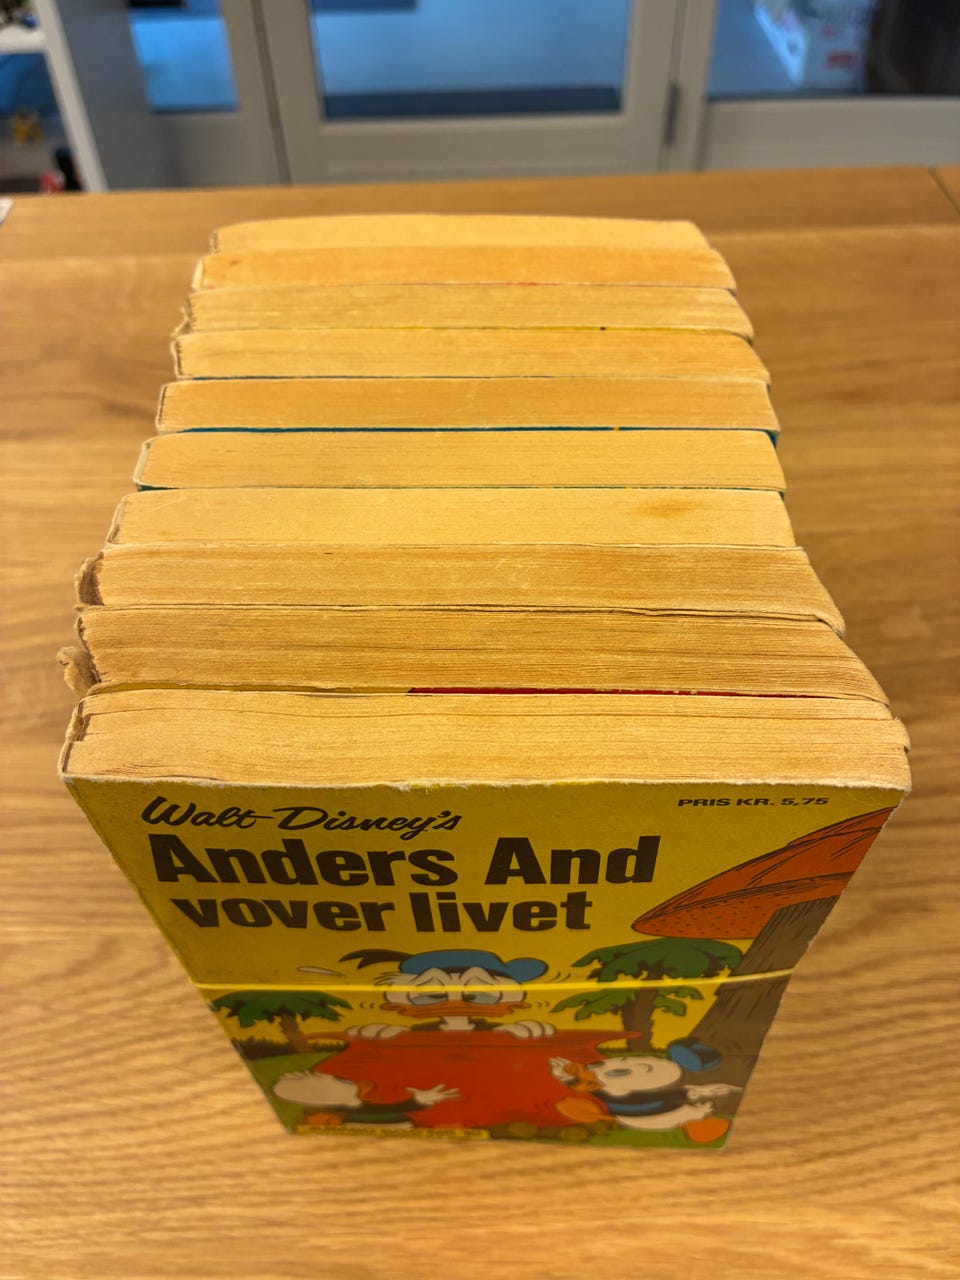 Walt Disney's
PRIS KR. 5,75
Anders And
vover livet